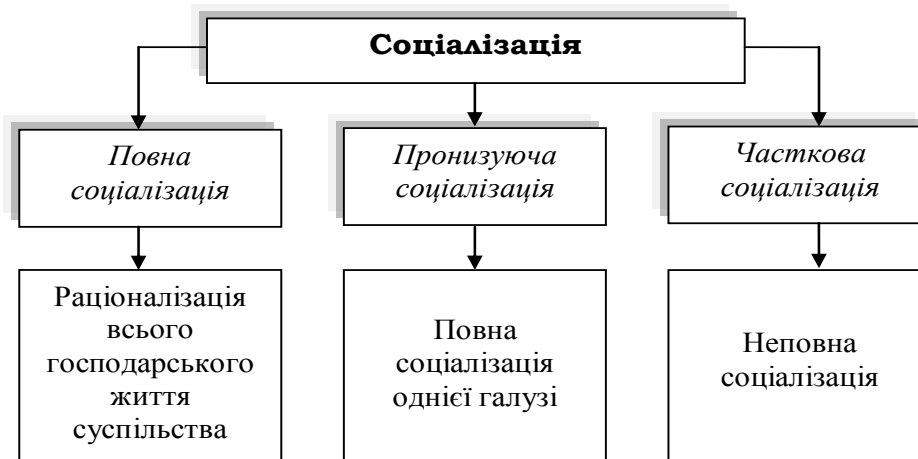 Соціалізація
Повна
соціалізація
Пронизуюча
соціалізація
Часткова
соціалізація
Раціоналізація
всього
господарського
життя
суспільства
Повна
соціалізація
однієї галузі
Неповна
соціалізація